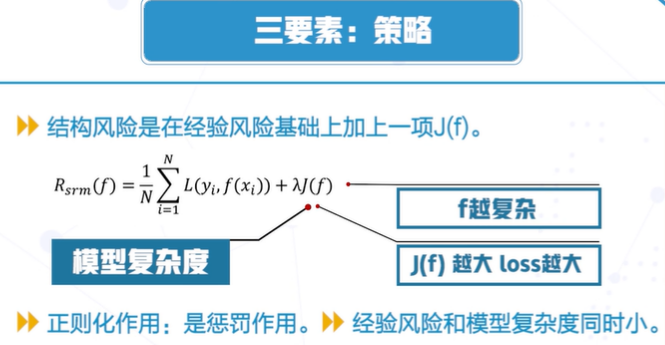 三要素：策略
结构风险是在经验风险基础上加上一项J(f)。
R_{srm}(f) = \frac{1}{N}\sum_{i=1}^{N} L(y_i, f(x_i)) + λJ(f)
f越复杂
模型复杂度
J(f) 越大 loss越大
正则化作用：是惩罚作用。 经验风险和模型复杂度同时小。